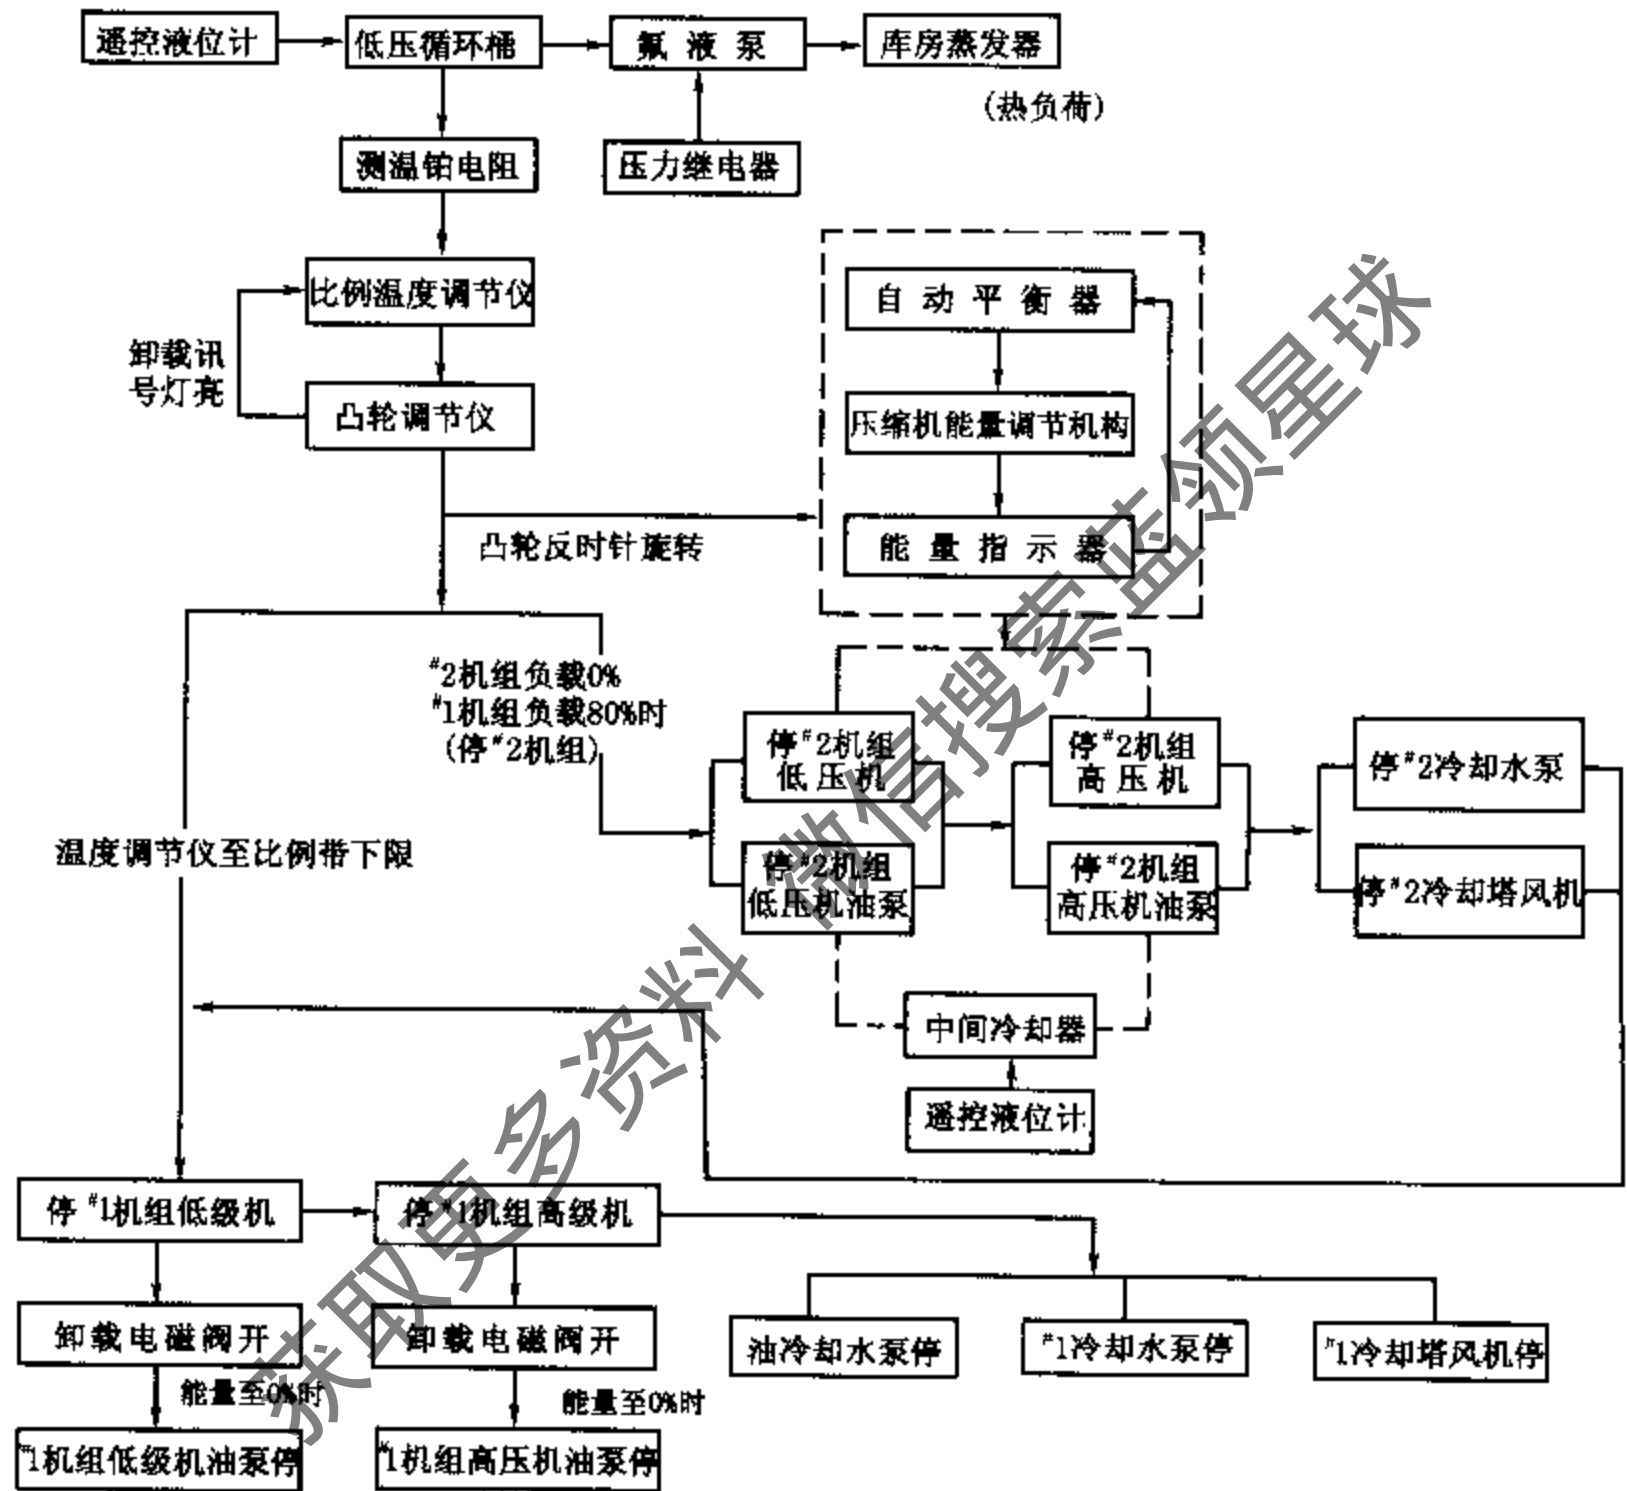 遥控液位计
低压循环桶
氟液泵
库房蒸发器
(热负荷)
测温铂电阻
压力继电器
比例温度调节仪
卸载讯
号灯亮
凸轮调节仪
自动平衡器
压缩机能量调节机构
能量指示器
凸轮反时针旋转
#2机组负载0%
#1机组负载80%时
(停#2机组)
温度调节仪至比例带下限
停#2机组
低压机
停#2机组
高压机
停#2冷却水泵
停#2机组
低压机油泵
停#2机组
高压机油泵
停#2冷却塔风机
中间冷却器
遥控液位计
停#1机组低级机
停#1机组高级机
卸载电磁阀开
卸载电磁阀开
油冷却水泵停
#1冷却水泵停
#1冷却塔风机停
能量至0%时
能量至0%时
#1机组低级机油泵停
#1机组高压机油泵停
获取更多资料 微信搜索蓝领星球